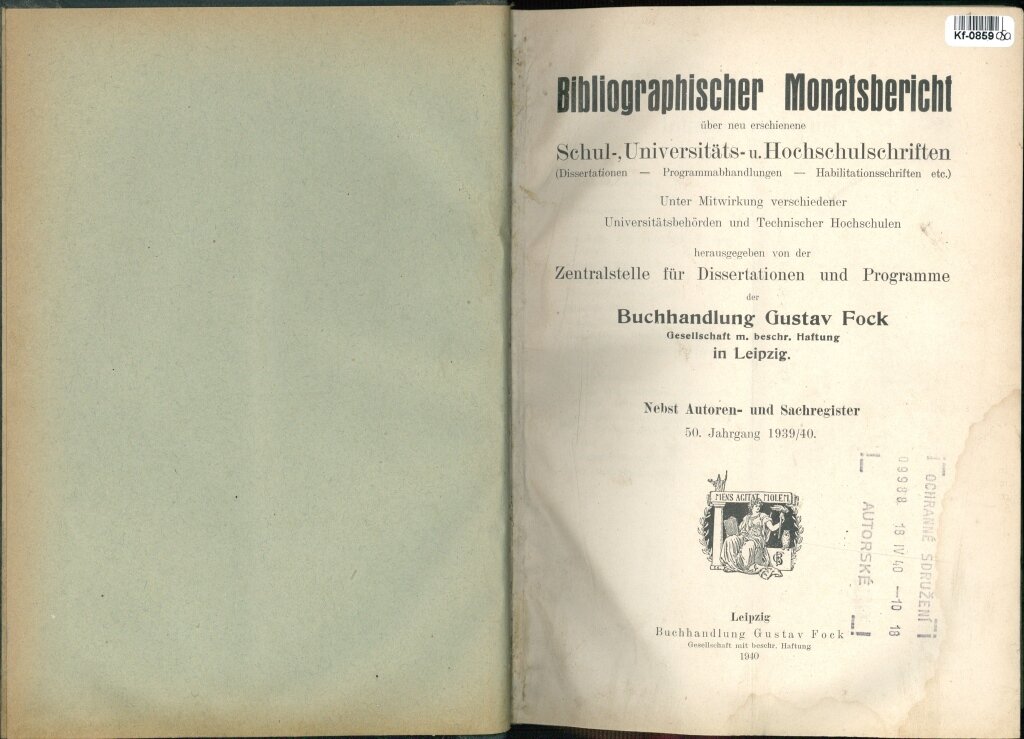 Kf-0859
Bibliographischer Monatsbericht
über neu erschienene
Schul-, Universitäts- u. Hochschulschriften
(Dissertationen — Programmabhandlungen — Habilitationsschriften etc.)
Unter Mitwirkung verschiedener
Universitätsbehörden und Technischer Hochschulen
herausgegeben von der
Zentralstelle für Dissertationen und Programme
der
Buchhandlung Gustav Fock
Gesellschaft m. beschr. Haftung
in Leipzig.
Nebst Autoren- und Sachregister
50. Jahrgang 1939/40.
MENS AGITAT MOLEM
OCHRANNÉ SDRUŽENÍ
09988 18 IV 40 —10 18
AUTORSKÉ
Leipzig
Buchhandlung Gustav Fock
Gesellschaft mit beschr. Haftung
1940